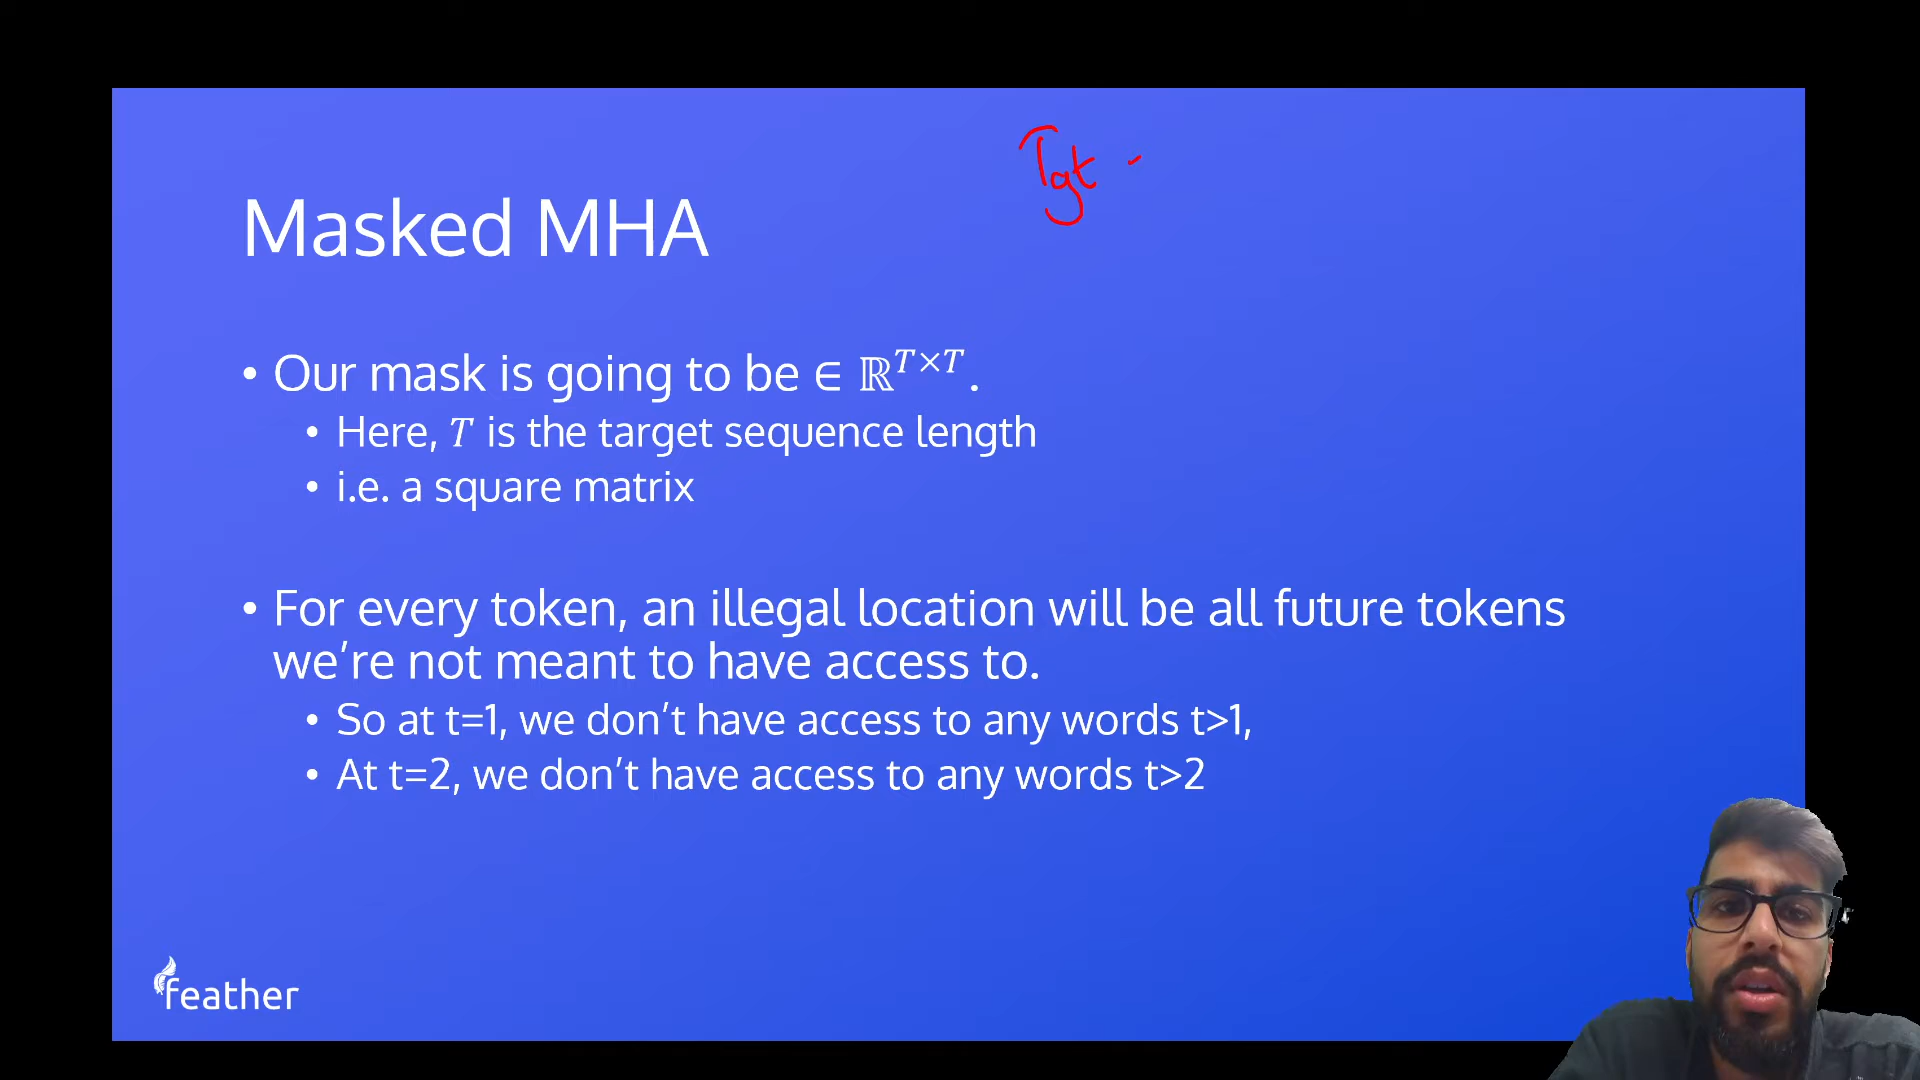 Tgt -
Masked MHA
• Our mask is going to be ∈ ℝ^{T×T}.
• Here, T is the target sequence length
• i.e. a square matrix
• For every token, an illegal location will be all future tokens
we’re not meant to have access to.
• So at t=1, we don’t have access to any words t>1,
• At t=2, we don’t have access to any words t>2
feather